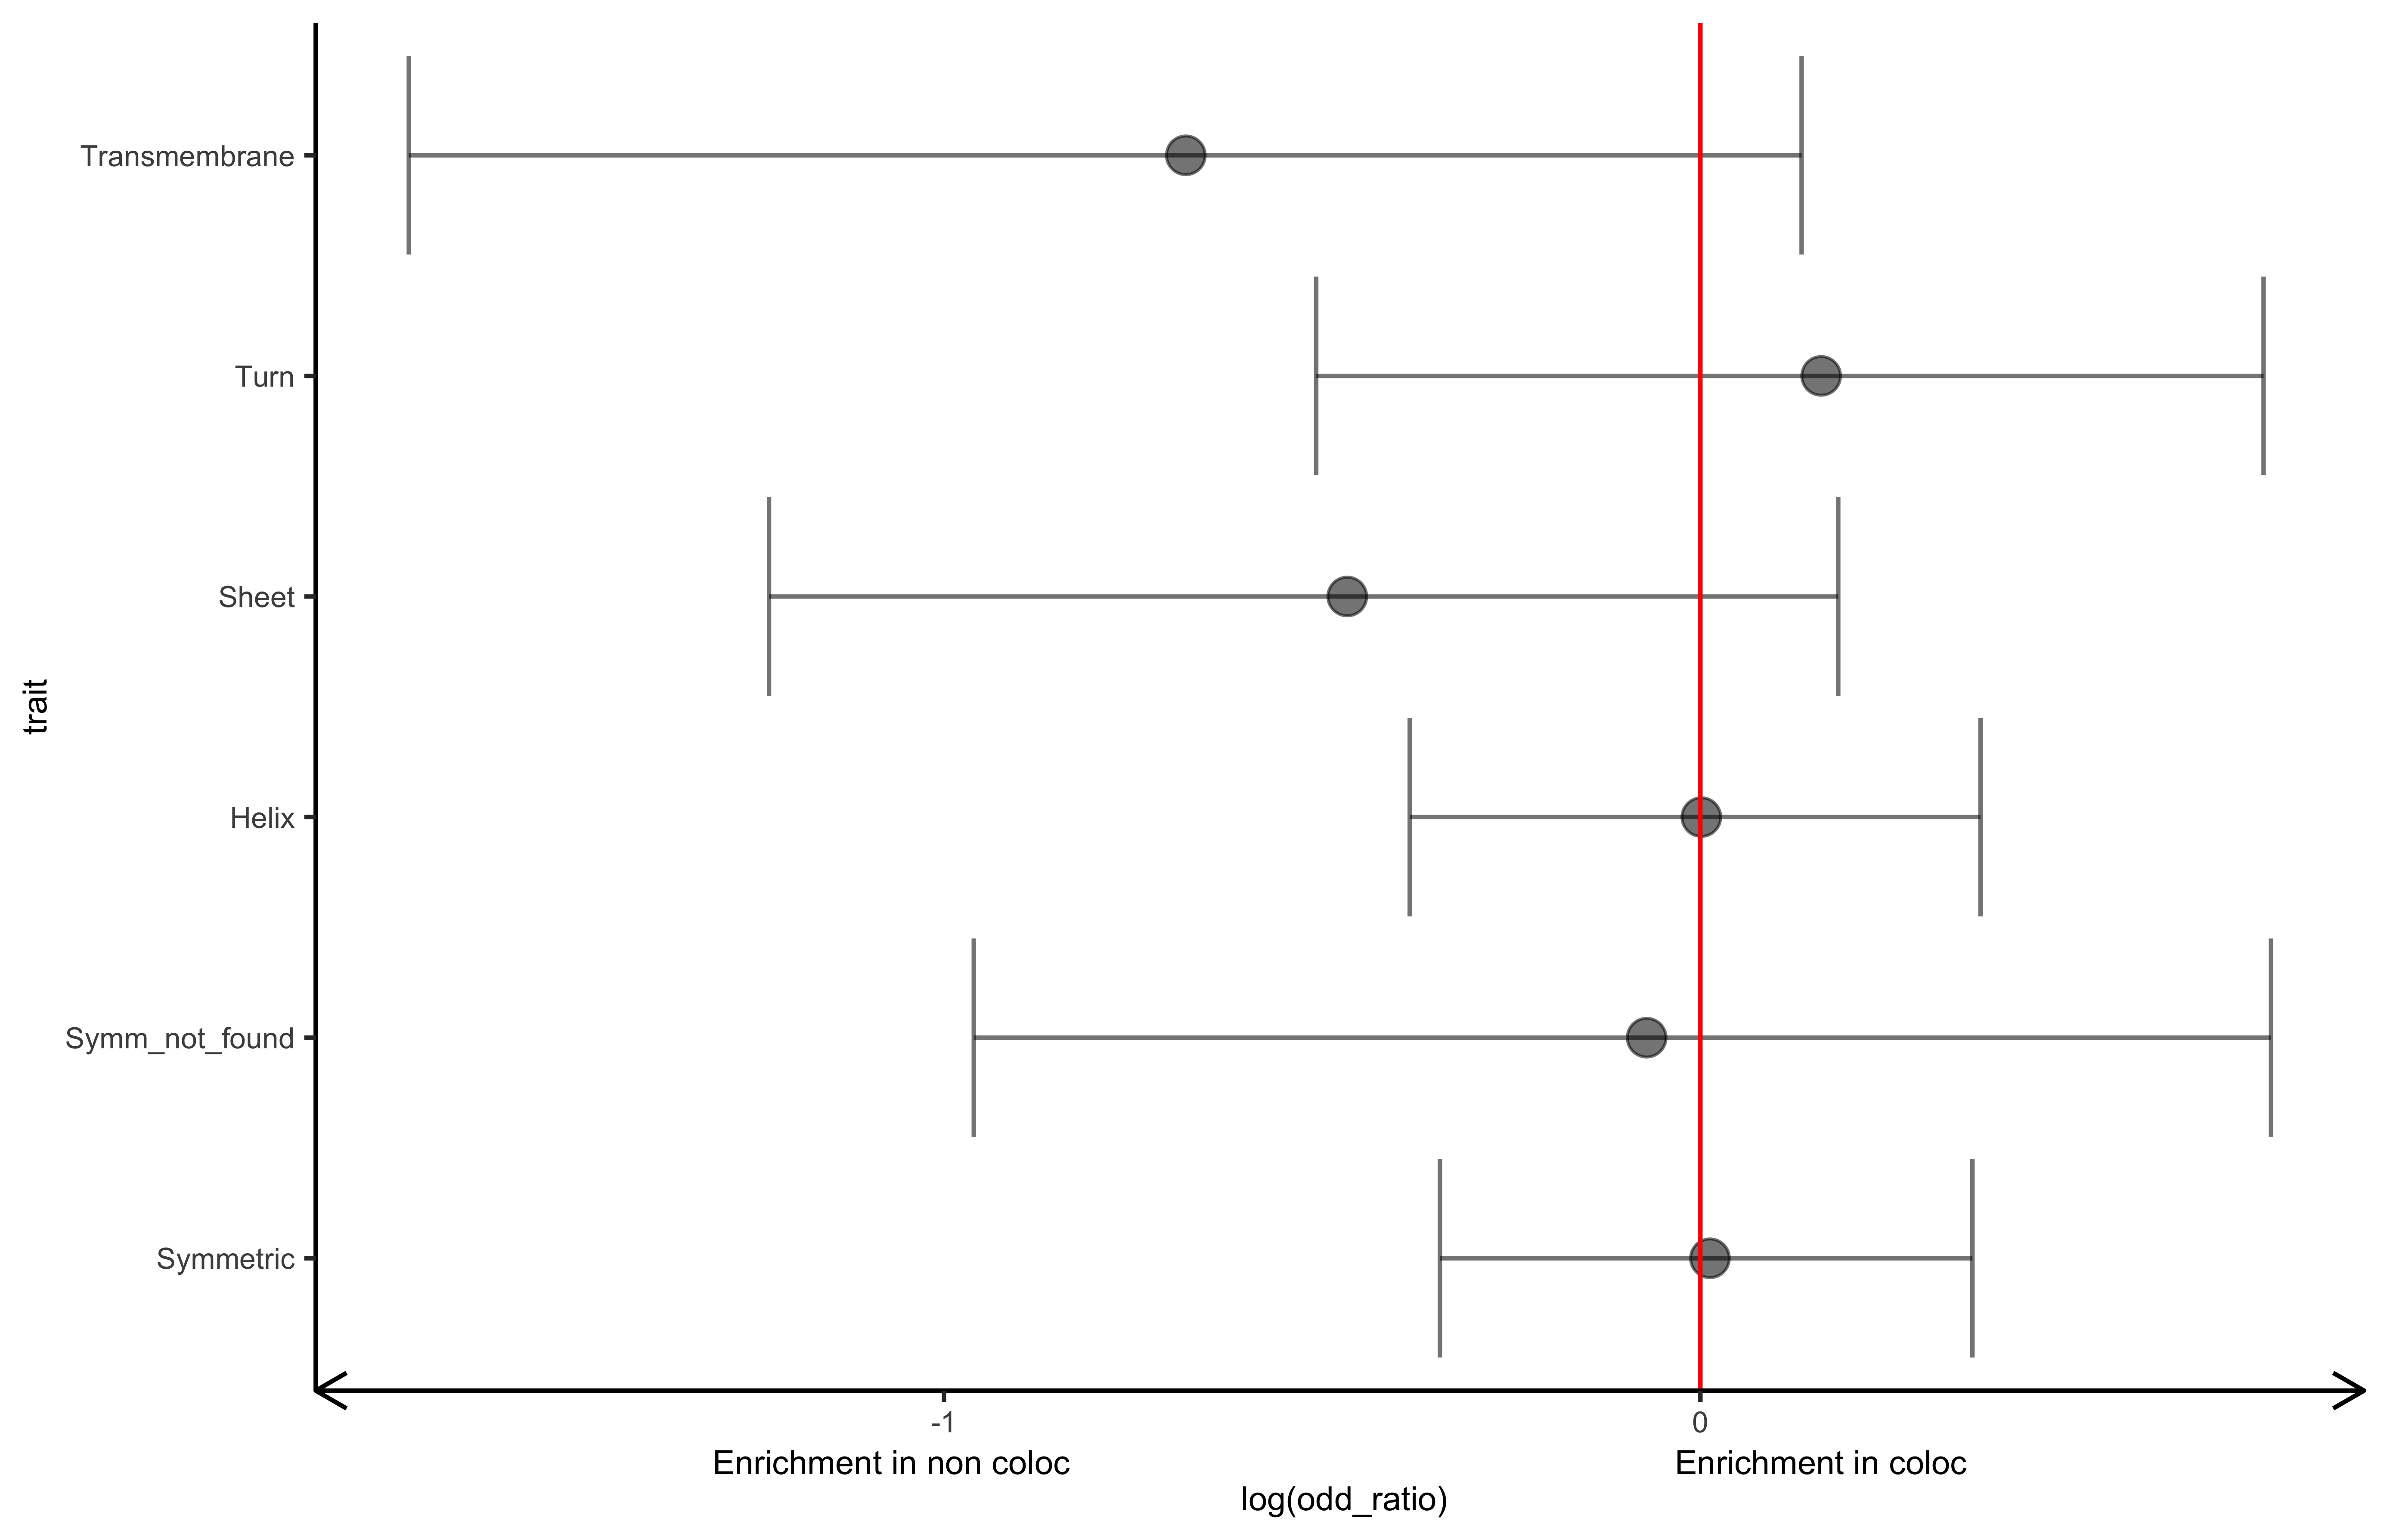 Transmembrane
Turn
Sheet
Helix
Symm_not_found
Symmetric
trait
-1
0
Enrichment in non coloc
Enrichment in coloc
log(odd_ratio)